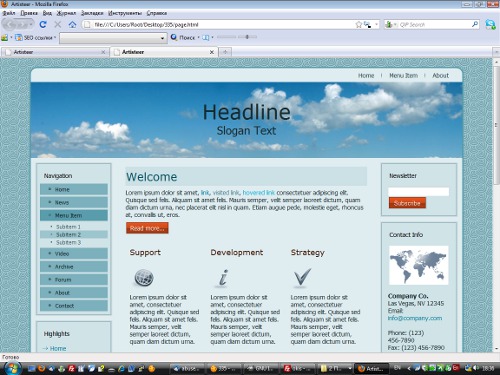 Artisteer - Mozilla Firefox
Файл Правка Вид Журнал Закладки Инструменты Справка
file:///C:/Users/Root/Desktop/335/page.html
QIP Search
SEO ссылки
Поиск
Artisteer
Artisteer
Home | Menu Item | About
Headline
Slogan Text
Navigation
Home
News
Menu Item
Subitem 1
Subitem 2
Subitem 3
Video
Archive
Forum
About
Contact
Highlights
Home
Welcome
Lorem ipsum dolor sit amet, link, visited link, hovered link consectetuer adipiscing elit.
Quisque sed felis. Aliquam sit amet felis. Mauris semper, velit semper laoreet dictum, quam
diam dictum urna, nec placerat elit nisl in quam. Etiam augue pede, molestie eget, rhoncus
at, convallis ut, eros.
Read more...
Support
Lorem ipsum dolor sit
amet, consectetuer
adipiscing elit. Quisque
sed felis. Aliquam sit
amet felis. Mauris
semper, velit semper
laoreet dictum, quam
diam dictum urna, nec
Development
Lorem ipsum dolor sit
amet, consectetuer
adipiscing elit. Quisque
sed felis. Aliquam sit
amet felis. Mauris
semper, velit semper
laoreet dictum, quam
diam dictum urna, nec
Strategy
Lorem ipsum dolor sit
amet, consectetuer
adipiscing elit. Quisque
sed felis. Aliquam sit
amet felis. Mauris
semper, velit semper
laoreet dictum, quam
diam dictum urna, nec
Newsletter
Subscribe
Contact Info
Company Co.
Las Vegas, NV 12345
Email:
info@company.com
Phone: (123)
456-7890
Fax: (123) 456-7890
Готово
EN